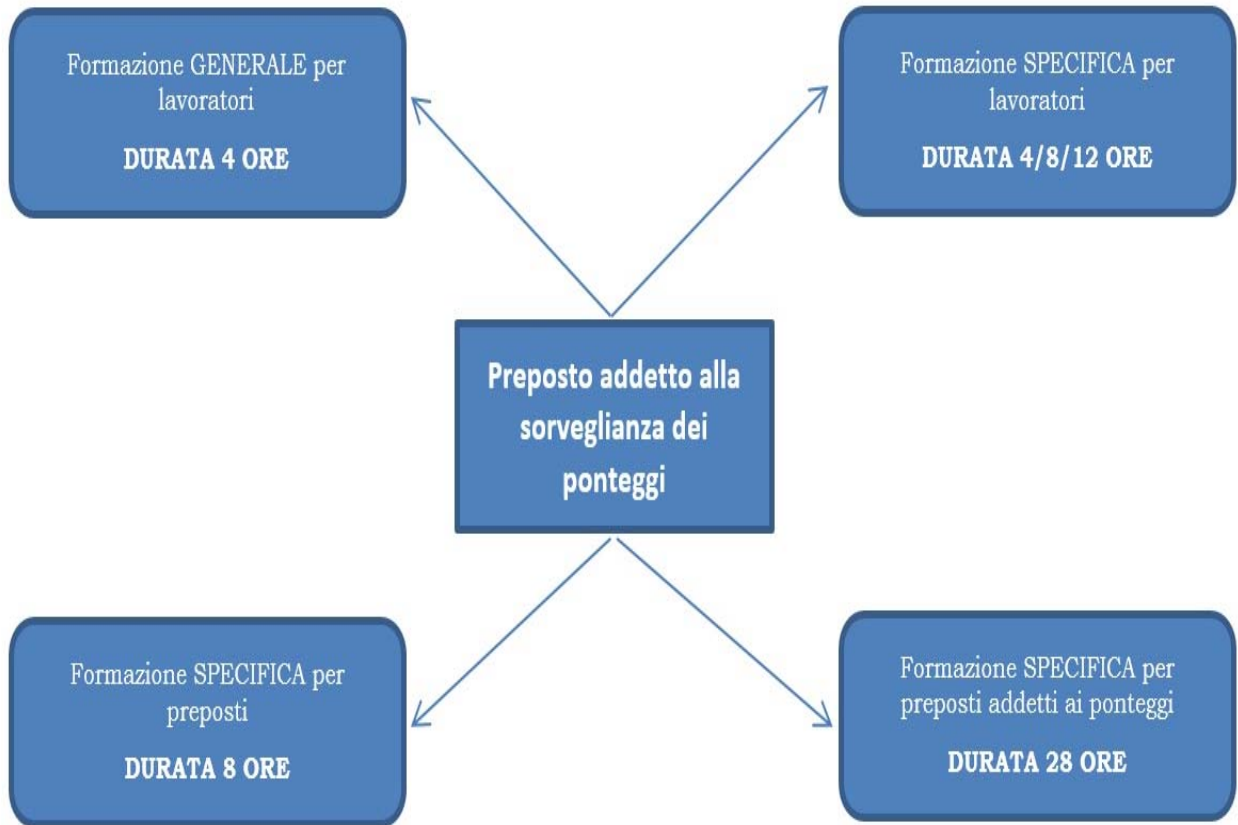 Formazione GENERALE per
lavoratori
DURATA 4 ORE
Formazione SPECIFICA per
lavoratori
DURATA 4/8/12 ORE
Preposto addetto alla
sorveglianza dei
ponteggi
Formazione SPECIFICA per
preposti
DURATA 8 ORE
Formazione SPECIFICA per
preposti addetti ai ponteggi
DURATA 28 ORE